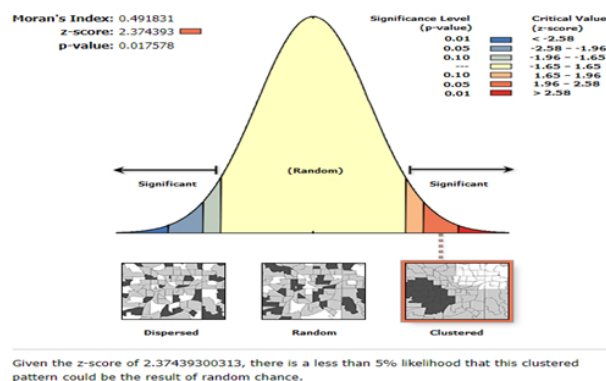 Moran's Index: 0.491831
z-score: 2.374393
p-value: 0.017578
Significance Level
(p-value)
Critical Value
(z-score)
0.01 < -2.58
0.05 -2.58 – -1.96
0.10 -1.96 – -1.65
--- -1.65 – 1.65
0.10 1.65 – 1.96
0.05 1.96 – 2.58
0.01 > 2.58
Significant
(Random)
Significant
Dispersed
Random
Clustered
Given the z-score of 2.37439300313, there is a less than 5% likelihood that this clustered
pattern could be the result of random chance.